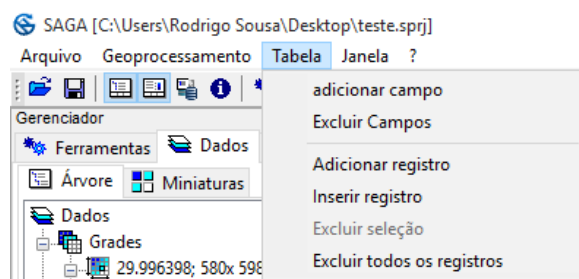 SAGA [C:\Users\Rodrigo Sousa\Desktop\teste.sprj]
Arquivo Geoprocessamento Tabela Janela ?
adicionar campo
Excluir Campos
Adicionar registro
Inserir registro
Excluir seleção
Excluir todos os registros
Gerenciador
Ferramentas Dados
Árvore Miniaturas
Dados
Grades
29.996398; 580x 598